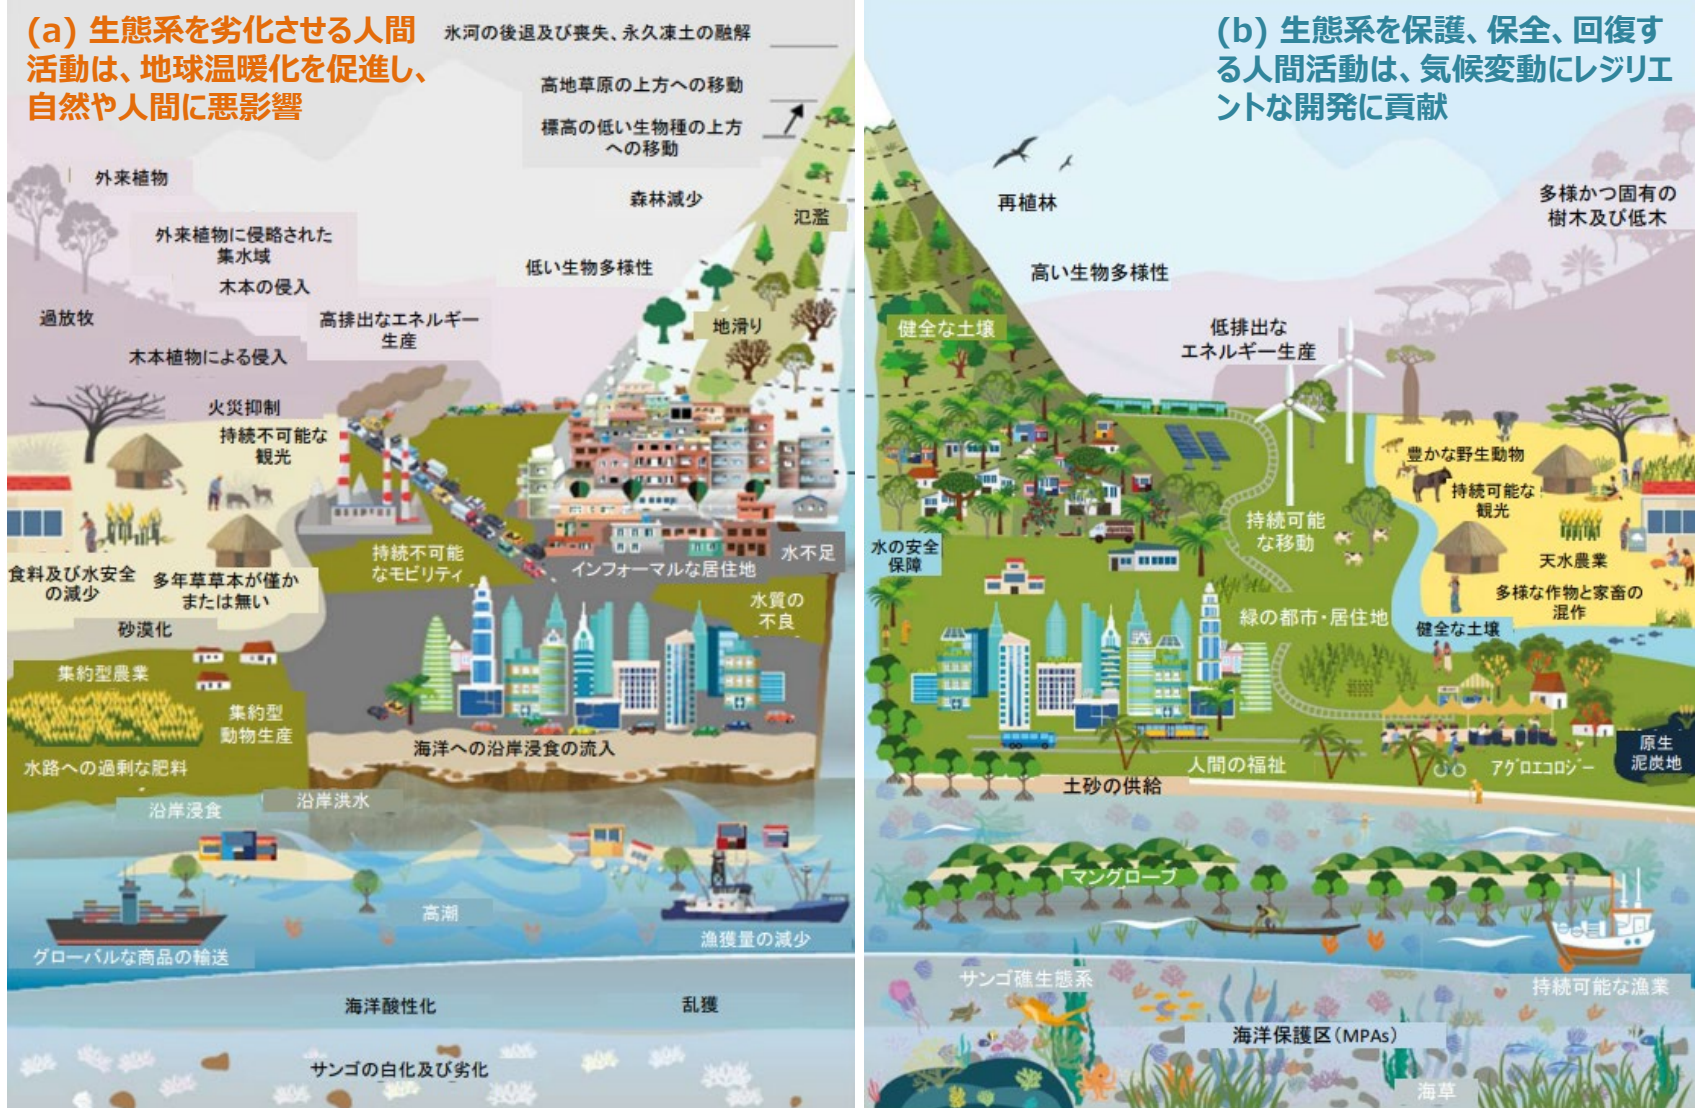 (a) 生態系を劣化させる人間
活動は、地球温暖化を促進し、
自然や人間に悪影響
氷河の後退及び喪失、永久凍土の融解
高地草原の上方への移動
標高の低い生物種の上方
への移動
外来植物
森林減少
氾濫
外来植物に侵略された
集水域
低い生物多様性
木本の侵入
過放牧
高排出なエネルギー
生産
地滑り
木本植物による侵入
火災抑制
持続不可能な
観光
持続不可能
なモビリティ
インフォーマルな居住地
水不足
食料及び水安全
の減少
多年草草本が僅か
または無い
水質の
不良
砂漠化
集約型農業
集約型
動物生産
海洋への沿岸浸食の流入
水路への過剰な肥料
沿岸浸食
沿岸洪水
高潮
漁獲量の減少
グローバルな商品の輸送
海洋酸性化
乱獲
サンゴの白化及び劣化
(b) 生態系を保護、保全、回復す
る人間活動は、気候変動にレジリエ
ントな開発に貢献
再植林
多様かつ固有の
樹木及び低木
高い生物多様性
健全な土壌
低排出な
エネルギー生産
豊かな野生動物
持続可能な
観光
持続可能
な移動
水の安全
保障
天水農業
多様な作物と家畜の
混作
緑の都市・居住地
健全な土壌
原生
泥炭地
人間の福祉
アグロエコロジー
土砂の供給
マングローブ
サンゴ礁生態系
持続可能な漁業
海洋保護区(MPAs)
海草